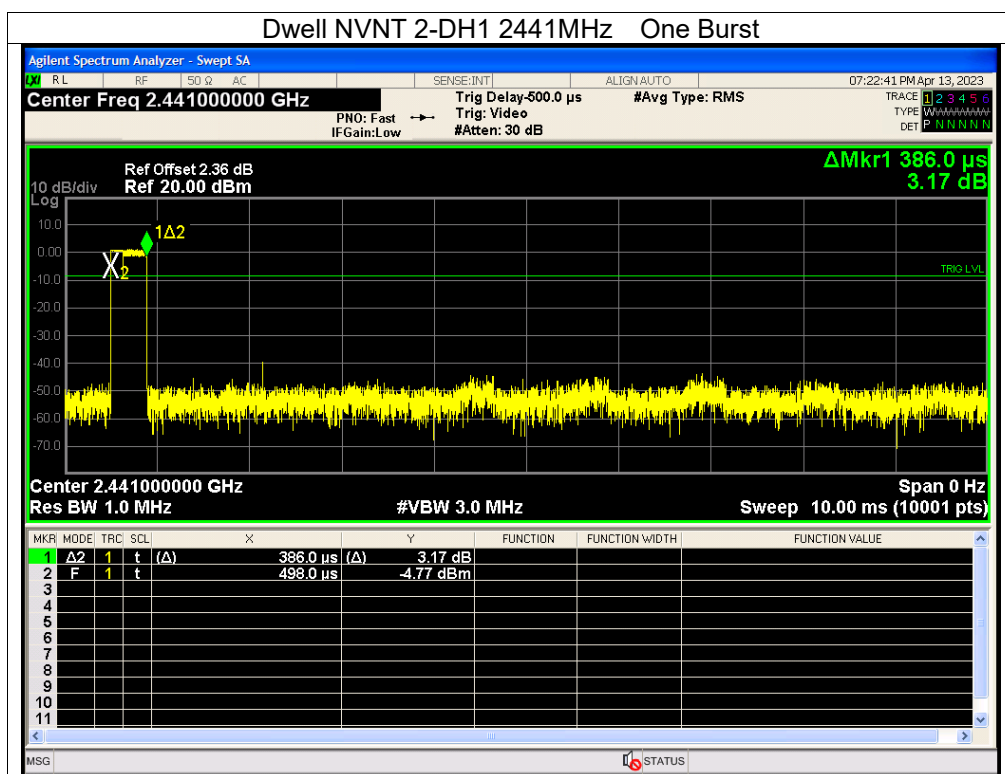 Dwell NVNT 2-DH1 2441MHz One Burst
Agilent Spectrum Analyzer - Swept SA
LXI RL RF 50 Ω AC SENSE:INT ALIGNAUTO 07:22:41 PM Apr 13, 2023
Center Freq 2.441000000 GHz Trig Delay-500.0 µs #Avg Type: RMS TRACE 1 2 3 4 5 6
PNO: Fast Trig: Video TYPE WWWWWW
IFGain:Low #Atten: 30 dB DET P N N N N N
ΔMkr1 386.0 µs
3.17 dB
Ref Offset 2.36 dB
10 dB/div Ref 20.00 dBm
Log
10.0
1Δ2
0.00
2
TRIG LVL
-10.0
-20.0
-30.0
-40.0
-50.0
-60.0
-70.0
Center 2.441000000 GHz Span 0 Hz
Res BW 1.0 MHz #VBW 3.0 MHz Sweep 10.00 ms (10001 pts)
MKR MODE TRC SCL X Y FUNCTION FUNCTION WIDTH FUNCTION VALUE
1 Δ2 1 t (Δ) 386.0 µs (Δ) 3.17 dB
2 F 1 t 498.0 µs -4.77 dBm
3
4
5
6
7
8
9
10
11
MSG STATUS